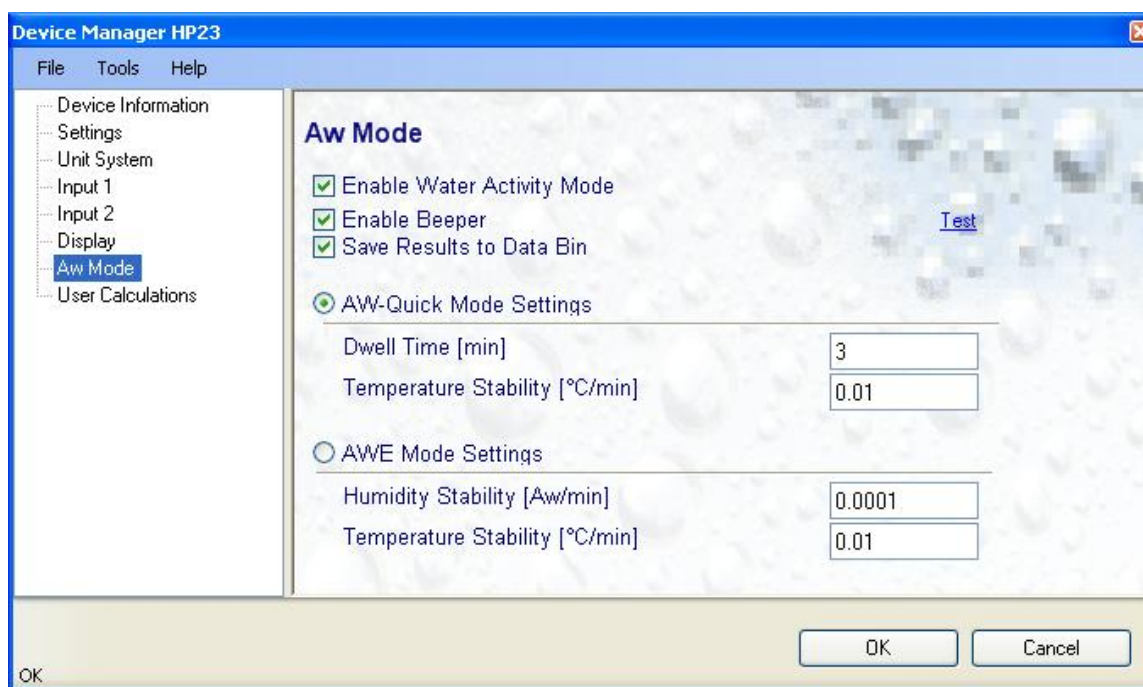 Device Manager HP23
File Tools Help
Device Information
Settings
Unit System
Input 1
Input 2
Display
Aw Mode
User Calculations
Aw Mode
Enable Water Activity Mode
Enable Beeper
Test
Save Results to Data Bin
AW-Quick Mode Settings
Dwell Time [min] 3
Temperature Stability [°C/min] 0.01
AWE Mode Settings
Humidity Stability [Aw/min] 0.0001
Temperature Stability [°C/min] 0.01
OK Cancel
OK